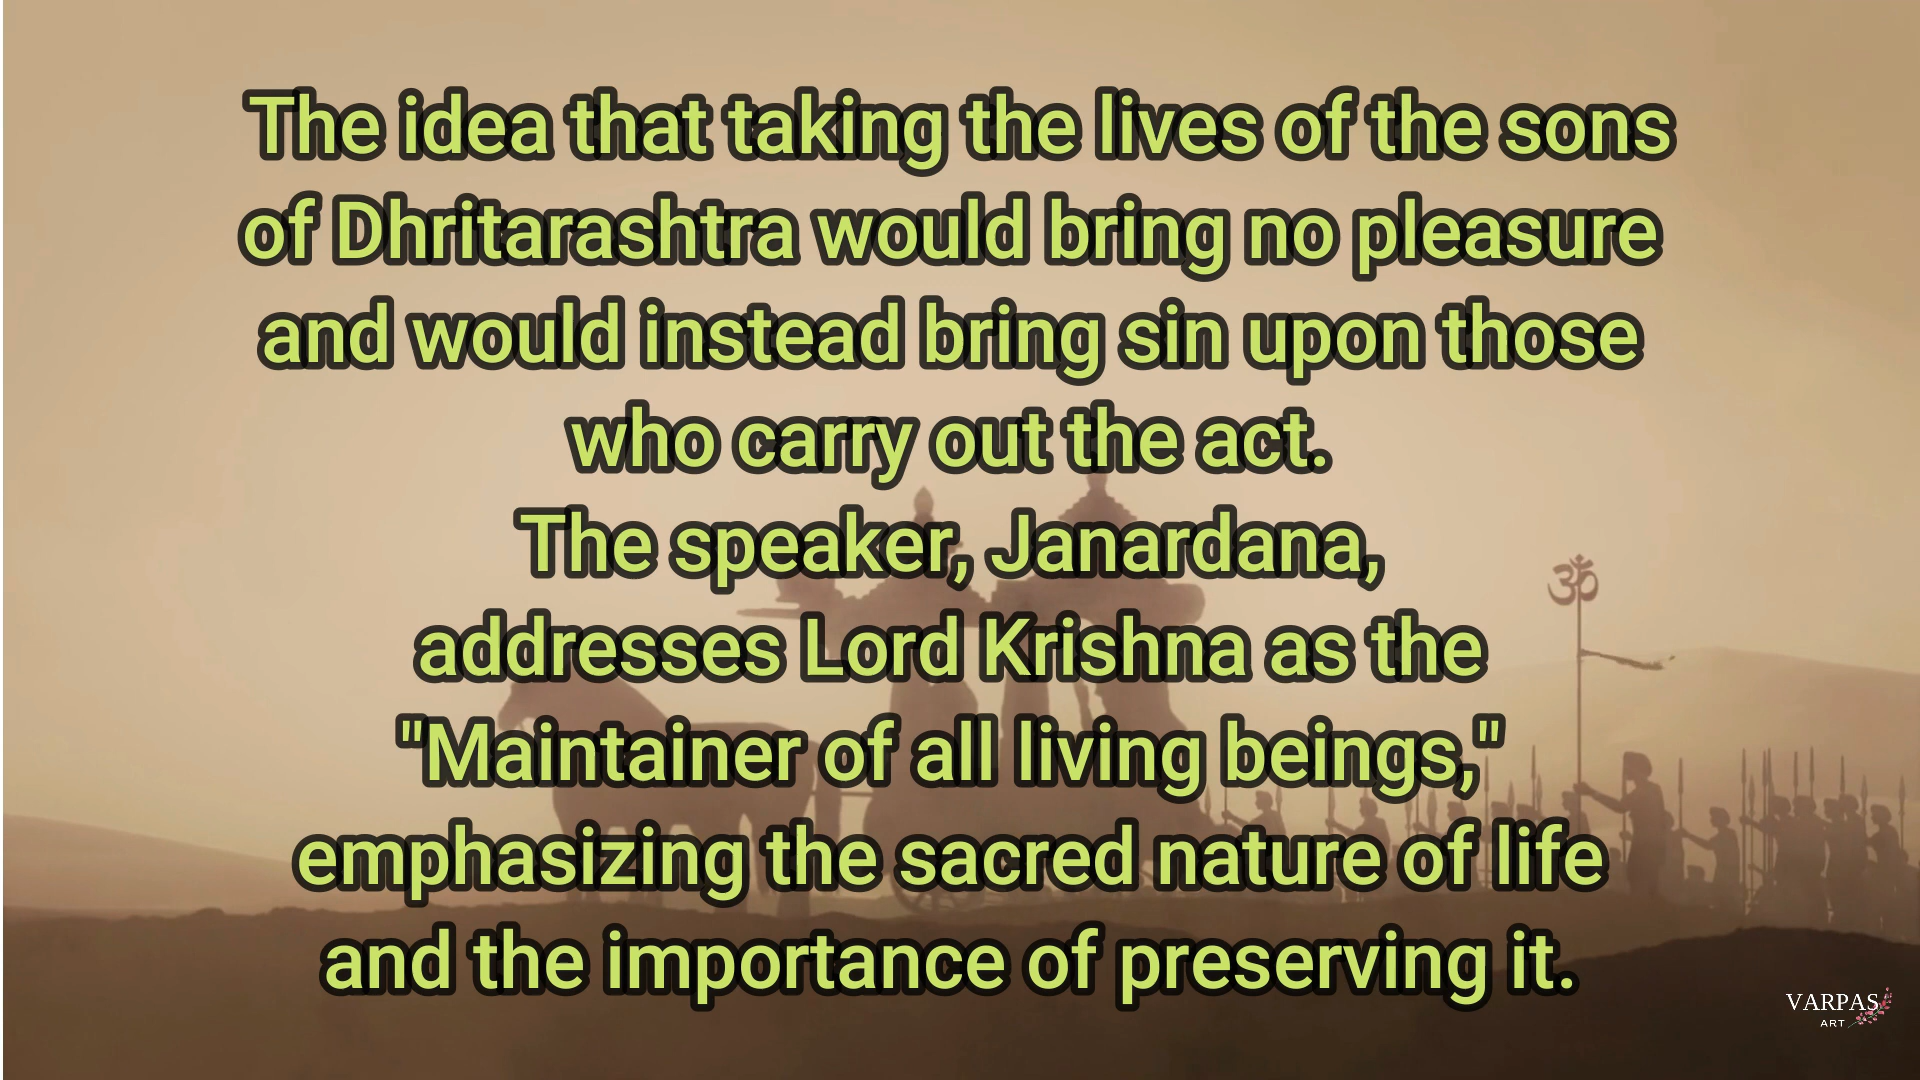 The idea that taking the lives of the sons
of Dhritarashtra would bring no pleasure
and would instead bring sin upon those
who carry out the act.
The speaker, Janardana,
addresses Lord Krishna as the
"Maintainer of all living beings,"
emphasizing the sacred nature of life
and the importance of preserving it.
ॐ
VARPAS
ART